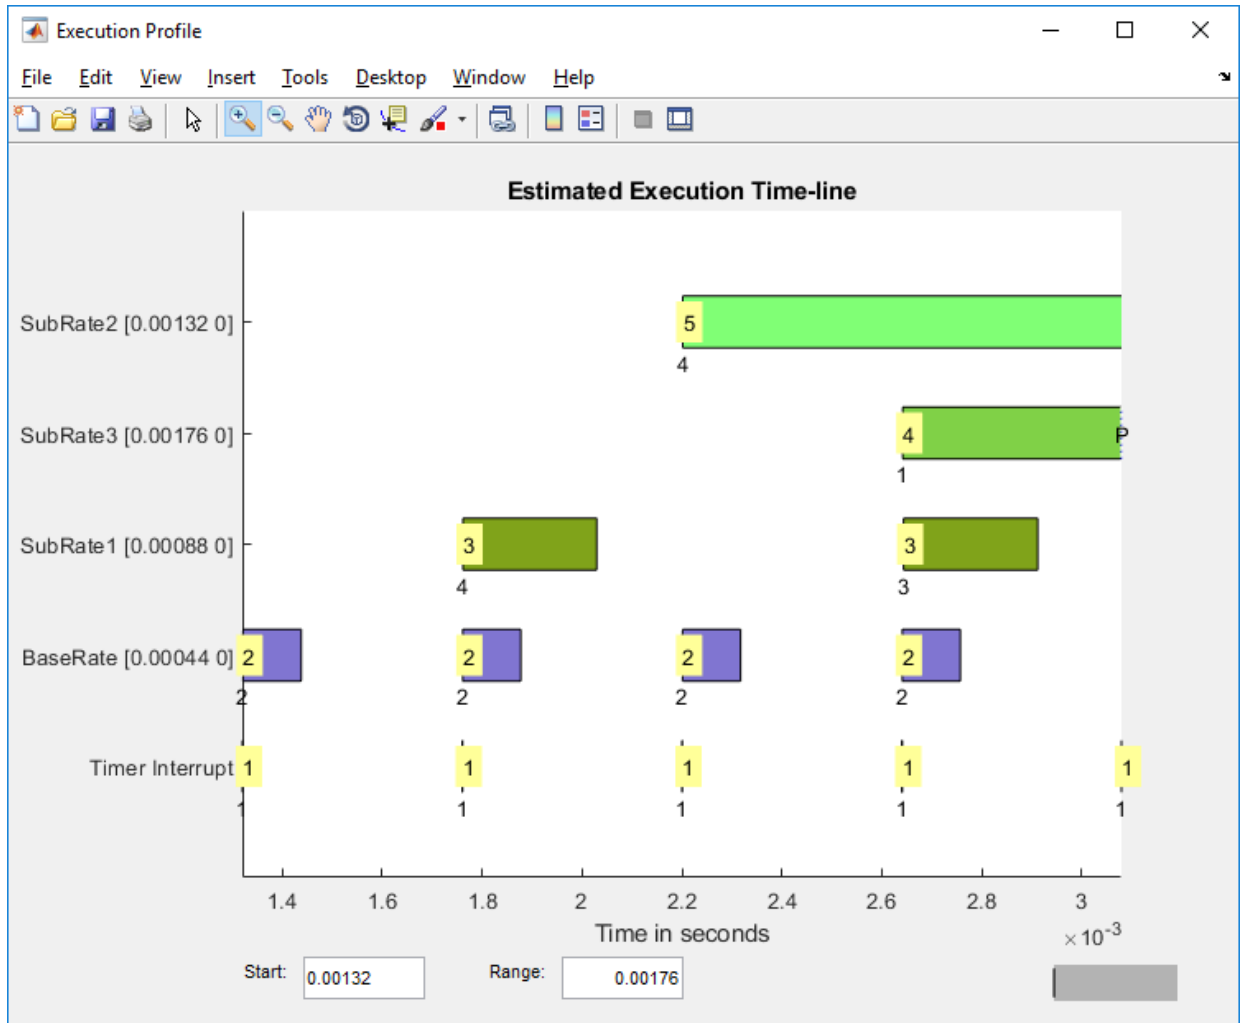 Execution Profile
File Edit View Insert Tools Desktop Window Help
Estimated Execution Time-line
SubRate2 [0.00132 0]
5
4
SubRate3 [0.00176 0]
4 P
1
SubRate1 [0.00088 0]
3 3
4 3
BaseRate [0.00044 0]
2 2 2 2
2 2 2 2
Timer Interrupt
1 1 1 1 1
1 1 1 1 1
1.4 1.6 1.8 2 2.2 2.4 2.6 2.8 3
Time in seconds
×10-3
Start: 0.00132 Range: 0.00176